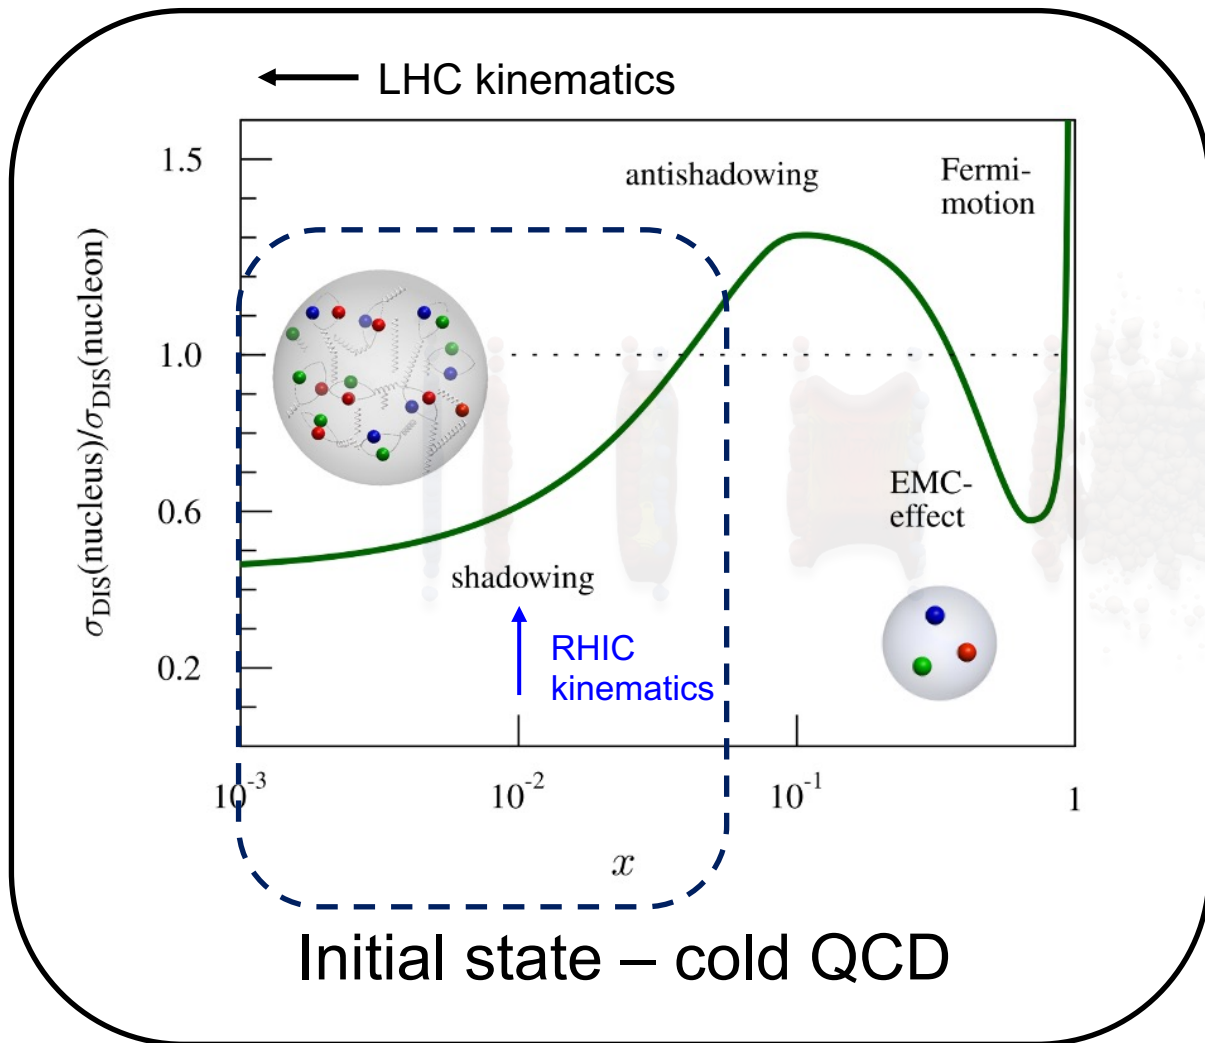 ← LHC kinematics
1.5
1.0
0.6
0.2
σDIS(nucleus)/σDIS(nucleon)
antishadowing
Fermi-
motion
EMC-
effect
shadowing
RHIC
kinematics
10⁻³
10⁻²
10⁻¹
1
x
Initial state – cold QCD